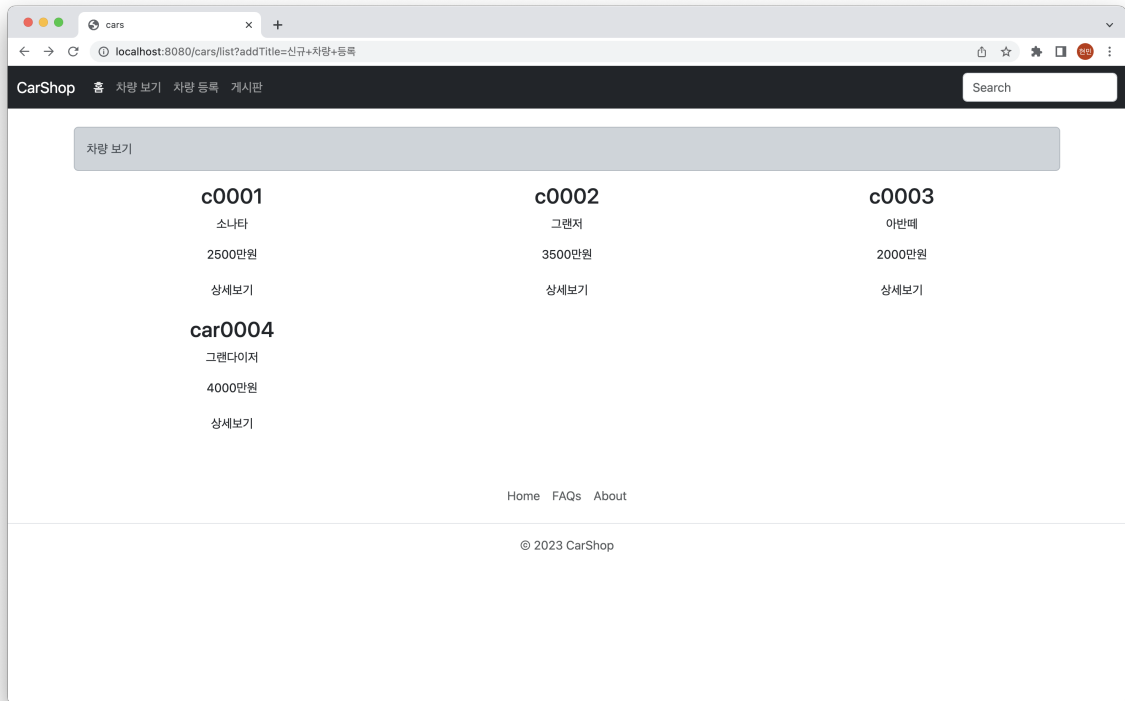 cars
localhost:8080/cars/list?addTitle=신규+차량+등록
현민
CarShop 홈 차량 보기 차량 등록 게시판 Search
차량 보기
c0001 c0002 c0003
소나타 그랜저 아반떼
2500만원 3500만원 2000만원
상세보기 상세보기 상세보기
car0004
그랜다이저
4000만원
상세보기
Home FAQs About
© 2023 CarShop